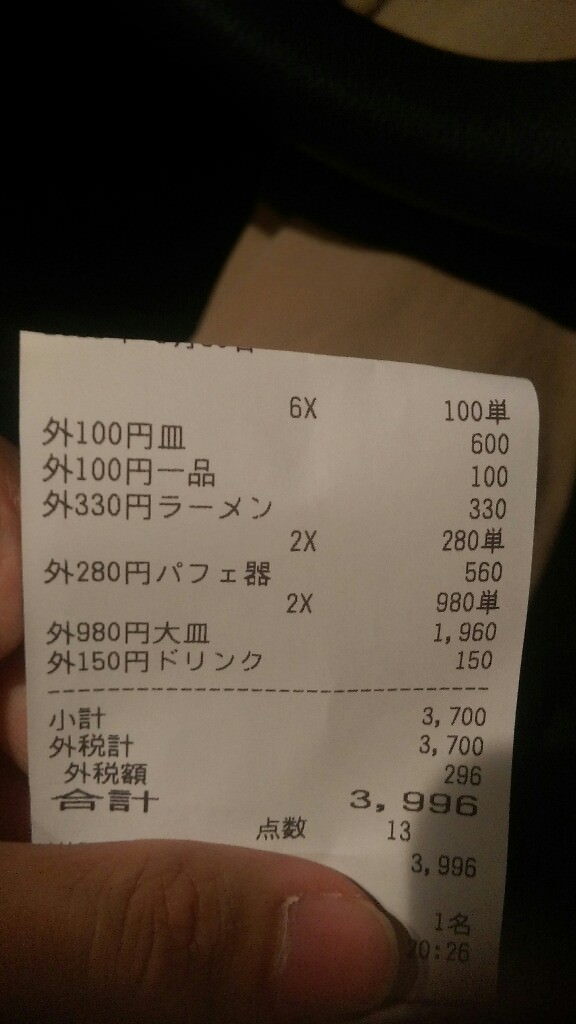 6X 100単
外100円皿 600
外100円一品 100
外330円ラーメン 330
2X 280単
外280円パフェ器 560
2X 980単
外980円大皿 1,960
外150円ドリンク 150
小計 3,700
外税計 3,700
外税額 296
合計 3,996
点数 13
3,996
1名
20:26